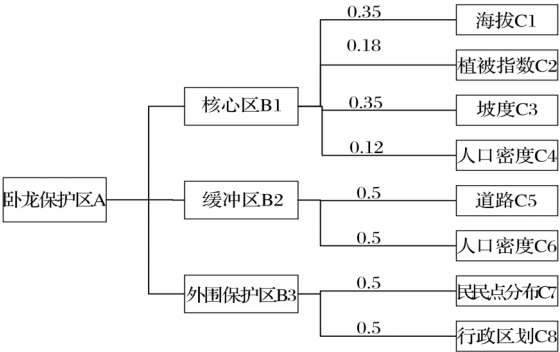 0.35
海拔C1
0.18
植被指数C2
核心区B1
0.35
坡度C3
0.12
人口密度C4
卧龙保护区A
缓冲区B2
0.5
道路C5
0.5
人口密度C6
外围保护区B3
0.5
民民点分布C7
0.5
行政区划C8